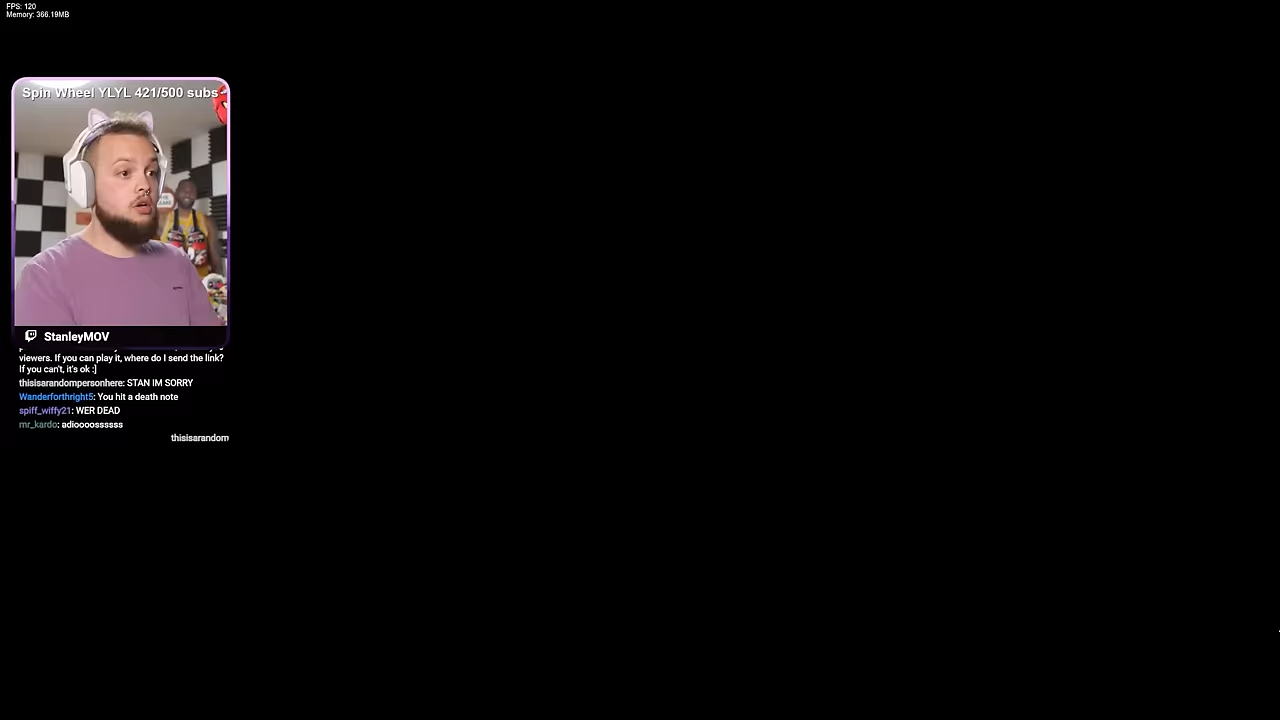 FPS: 120
Memory: 366.19MB
Spin Wheel YLYL 421/500 subs
StanleyMOV
viewers. If you can play it, where do I send the link?
If you can't, it's ok :]
thisisarandompersonhere: STAN IM SORRY
Wanderforthright5: You hit a death note
spiff_wiffy21: WER DEAD
mr_kardo: adioooossssss
thisisarandom